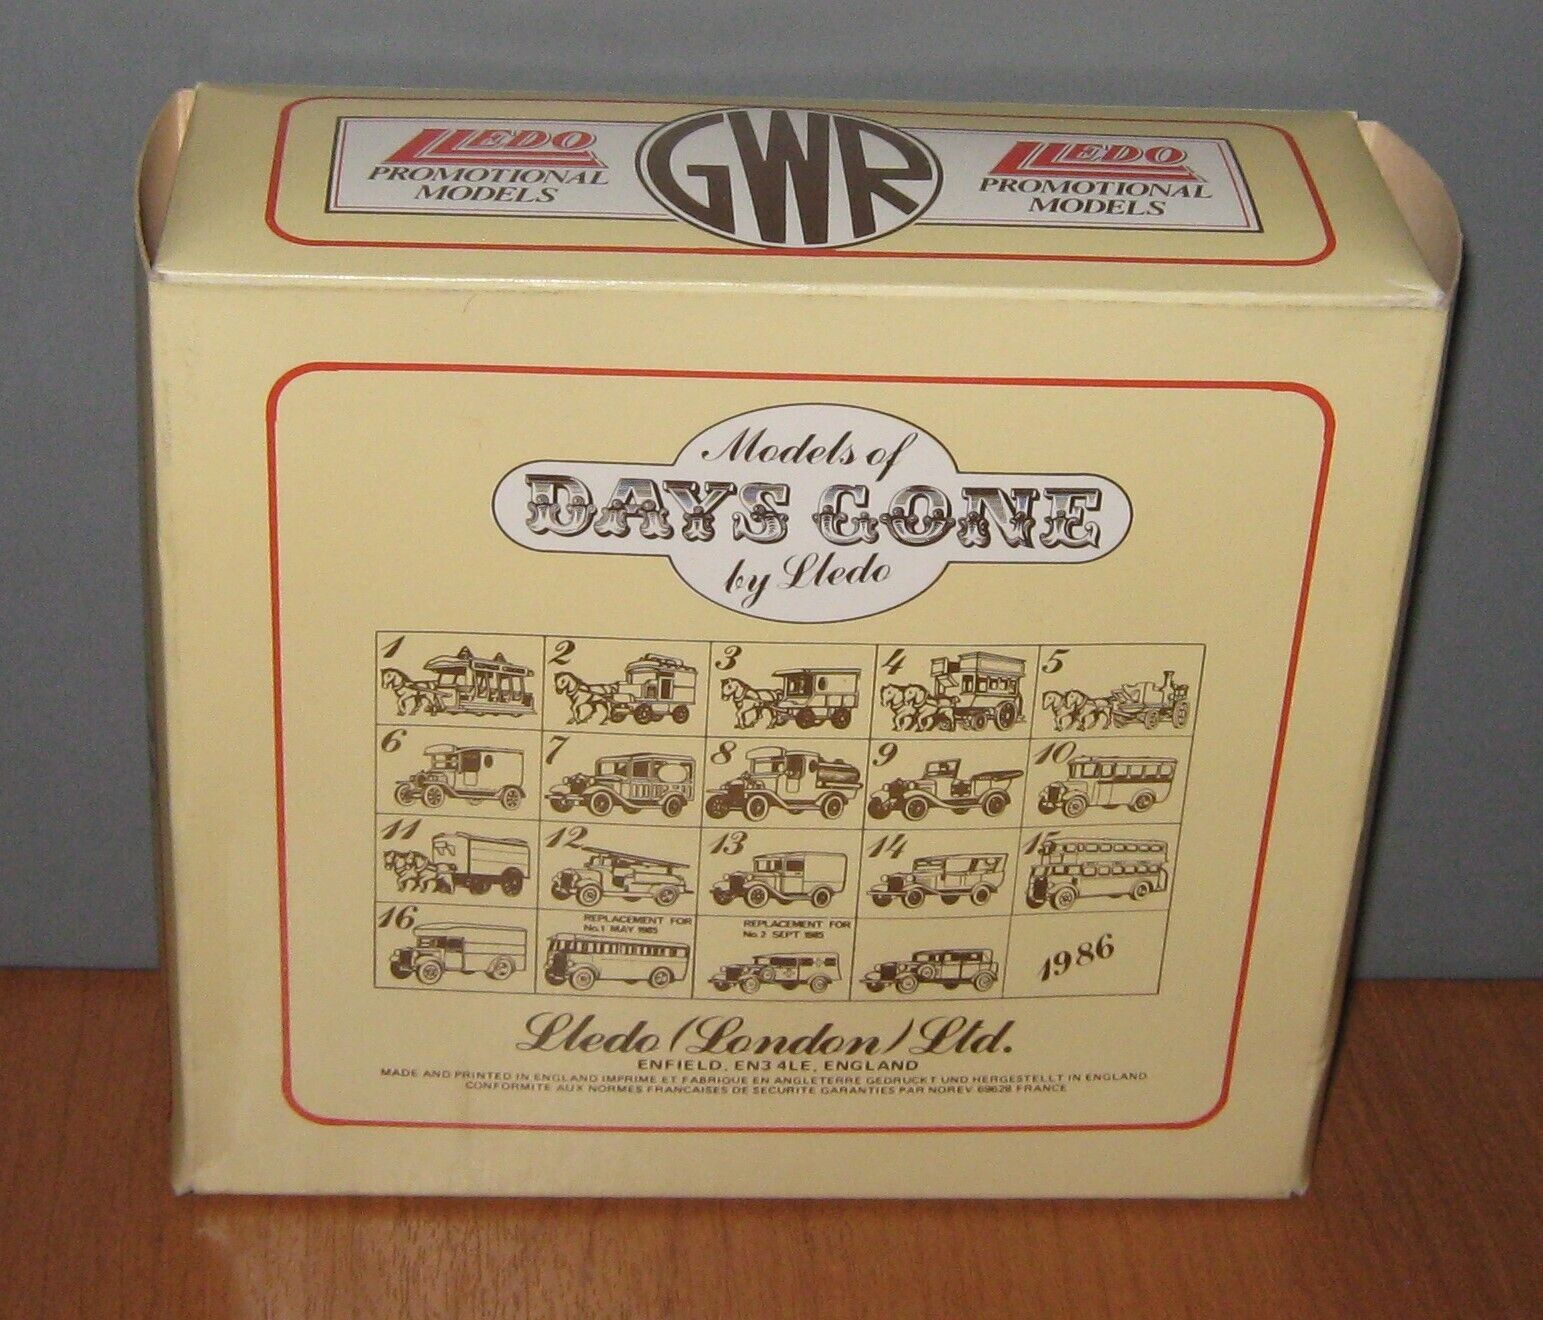 LLEDO
PROMOTIONAL
MODELS
GWR
LLEDO
PROMOTIONAL
MODELS
Models of
DAYS GONE
by Lledo
1 2 3 4 5
6 7 8 9 10
11 12 13 14 15
16
REPLACEMENT FOR
No.1 MAY 1985
REPLACEMENT FOR
No.2 SEPT 1985
1986
Lledo (London) Ltd.
ENFIELD. EN3 4LE, ENGLAND
MADE AND PRINTED IN ENGLAND IMPRIME ET FABRIQUE EN ANGLETERRE GEDRUCKT UND HERGESTELLT IN ENGLAND
CONFORMITE AUX NORMES FRANCAISES DE SECURITE GARANTIES PAR NOREV 69628 FRANCE